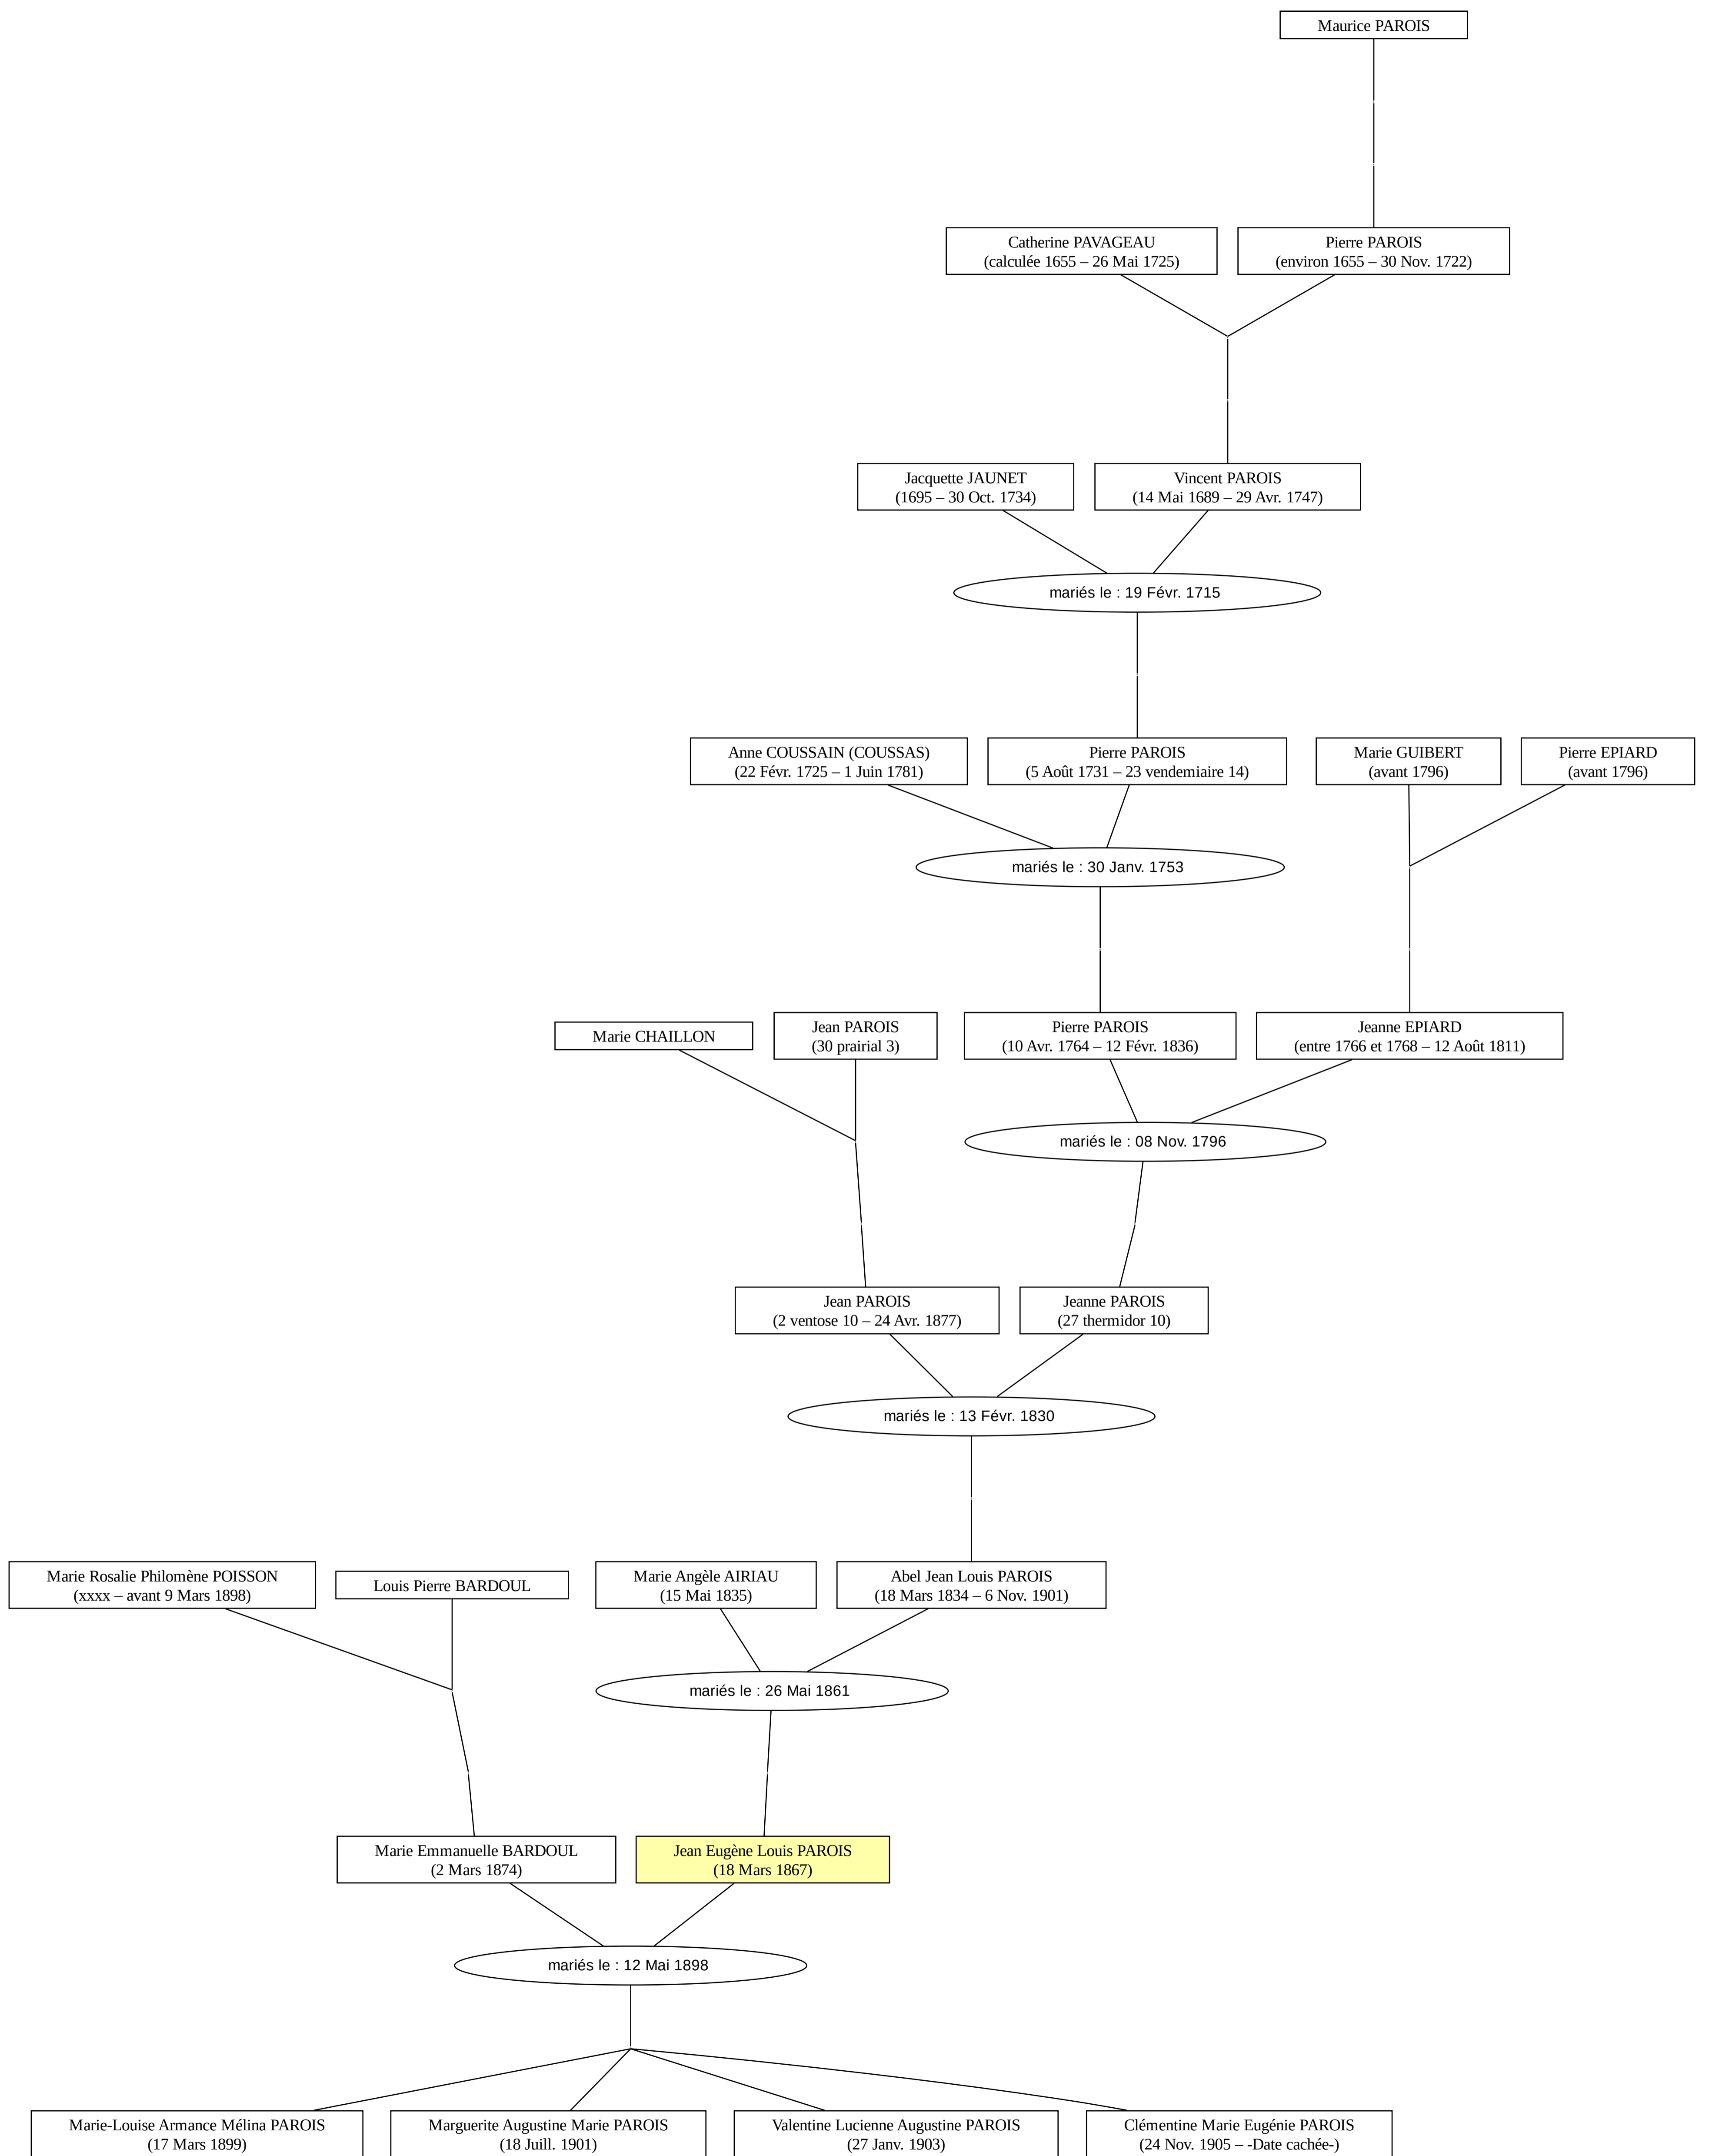 Maurice PAROIS
Catherine PAVAGEAU
(calculée 1655 – 26 Mai 1725)
Pierre PAROIS
(environ 1655 – 30 Nov. 1722)
Jacquette JAUNET
(1695 – 30 Oct. 1734)
Vincent PAROIS
(14 Mai 1689 – 29 Avr. 1747)
mariés le : 19 Févr. 1715
Anne COUSSAIN (COUSSAS)
(22 Févr. 1725 – 1 Juin 1781)
Pierre PAROIS
(5 Août 1731 – 23 vendemiaire 14)
Marie GUIBERT
(avant 1796)
Pierre EPIARD
(avant 1796)
mariés le : 30 Janv. 1753
Marie CHAILLON
Jean PAROIS
(30 prairial 3)
Pierre PAROIS
(10 Avr. 1764 – 12 Févr. 1836)
Jeanne EPIARD
(entre 1766 et 1768 – 12 Août 1811)
mariés le : 08 Nov. 1796
Jean PAROIS
(2 ventose 10 – 24 Avr. 1877)
Jeanne PAROIS
(27 thermidor 10)
mariés le : 13 Févr. 1830
Marie Rosalie Philomène POISSON
(xxxx – avant 9 Mars 1898)
Louis Pierre BARDOUL
Marie Angèle AIRIAU
(15 Mai 1835)
Abel Jean Louis PAROIS
(18 Mars 1834 – 6 Nov. 1901)
mariés le : 26 Mai 1861
Marie Emmanuelle BARDOUL
(2 Mars 1874)
Jean Eugène Louis PAROIS
(18 Mars 1867)
mariés le : 12 Mai 1898
Marie-Louise Armance Mélina PAROIS
(17 Mars 1899)
Marguerite Augustine Marie PAROIS
(18 Juill. 1901)
Valentine Lucienne Augustine PAROIS
(27 Janv. 1903)
Clémentine Marie Eugénie PAROIS
(24 Nov. 1905 – -Date cachée-)